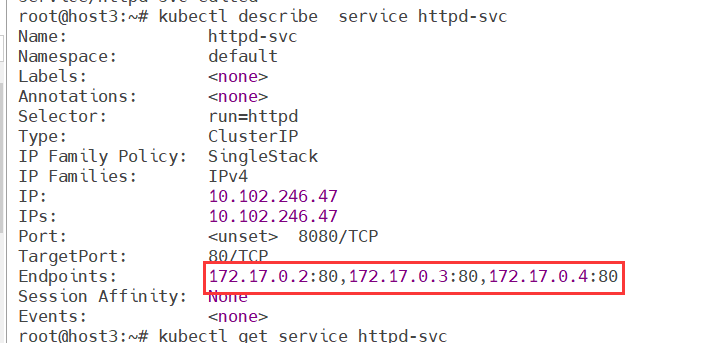 root@host3:~# kubectl describe  service httpd-svc
Name:              httpd-svc
Namespace:         default
Labels:            <none>
Annotations:       <none>
Selector:          run=httpd
Type:              ClusterIP
IP Family Policy:  SingleStack
IP Families:       IPv4
IP:                10.102.246.47
IPs:               10.102.246.47
Port:              <unset>  8080/TCP
TargetPort:        80/TCP
Endpoints:         172.17.0.2:80,172.17.0.3:80,172.17.0.4:80
Session Affinity:  None
Events:            <none>
root@host3:~# kubectl get service httpd-svc